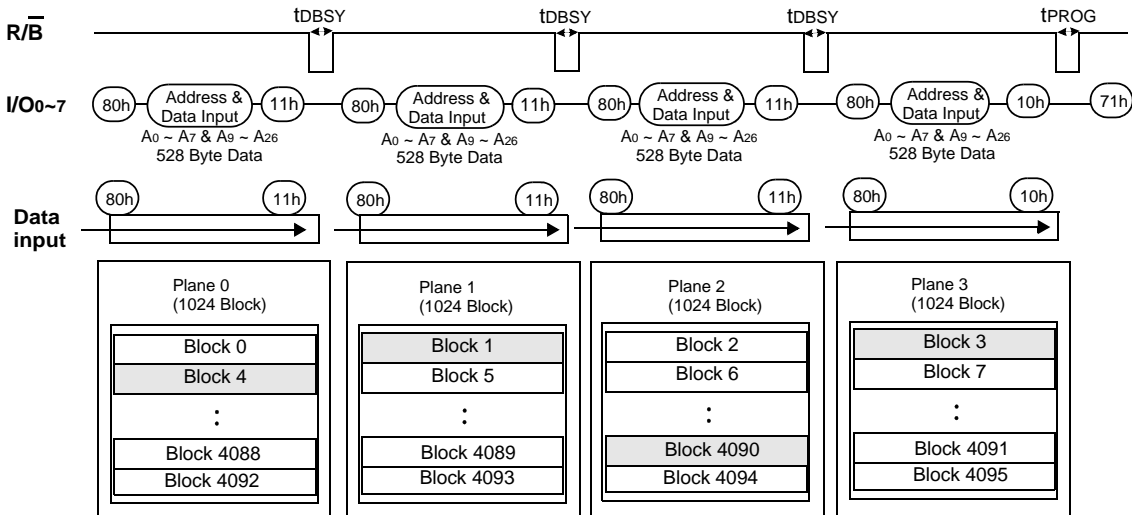 tDBSY tDBSY tDBSY tPROG
R/B
I/O0~7 80h Address & Data Input 11h 80h Address & Data Input 11h 80h Address & Data Input 11h 80h Address & Data Input 10h 71h
A0 ~ A7 & A9 ~ A26 A0 ~ A7 & A9 ~ A26 A0 ~ A7 & A9 ~ A26 A0 ~ A7 & A9 ~ A26
528 Byte Data 528 Byte Data 528 Byte Data 528 Byte Data
80h 11h 80h 11h 80h 11h 80h 10h
Data
input
Plane 0
(1024 Block)
Block 0
Block 4
:
Block 4088
Block 4092
Plane 1
(1024 Block)
Block 1
Block 5
:
Block 4089
Block 4093
Plane 2
(1024 Block)
Block 2
Block 6
:
Block 4090
Block 4094
Plane 3
(1024 Block)
Block 3
Block 7
:
Block 4091
Block 4095